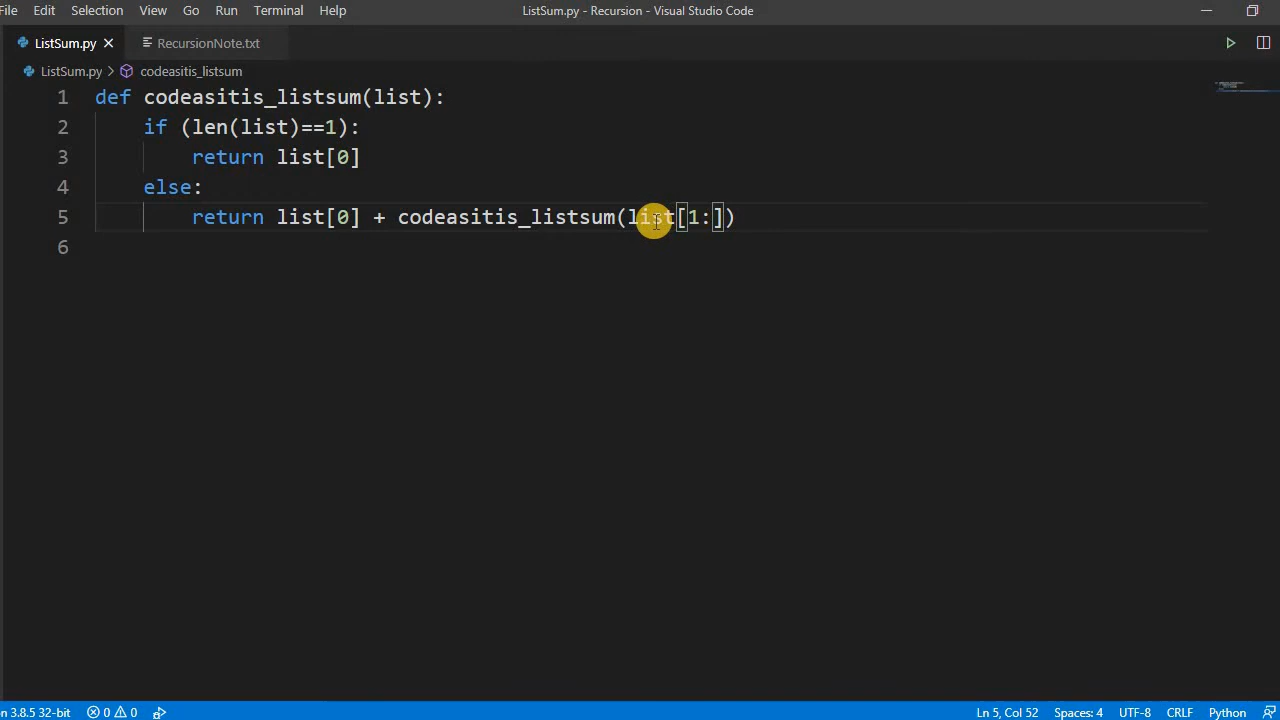 File Edit Selection View Go Run Terminal Help ListSum.py - Recursion - Visual Studio Code
ListSum.py RecursionNote.txt
ListSum.py > codeasitis_listsum
1 def codeasitis_listsum(list):
2 if (len(list)==1):
3 return list[0]
4 else:
5 return list[0] + codeasitis_listsum(list[1:])
6
n 3.8.5 32-bit 0 0 Ln 5, Col 52 Spaces: 4 UTF-8 CRLF Python